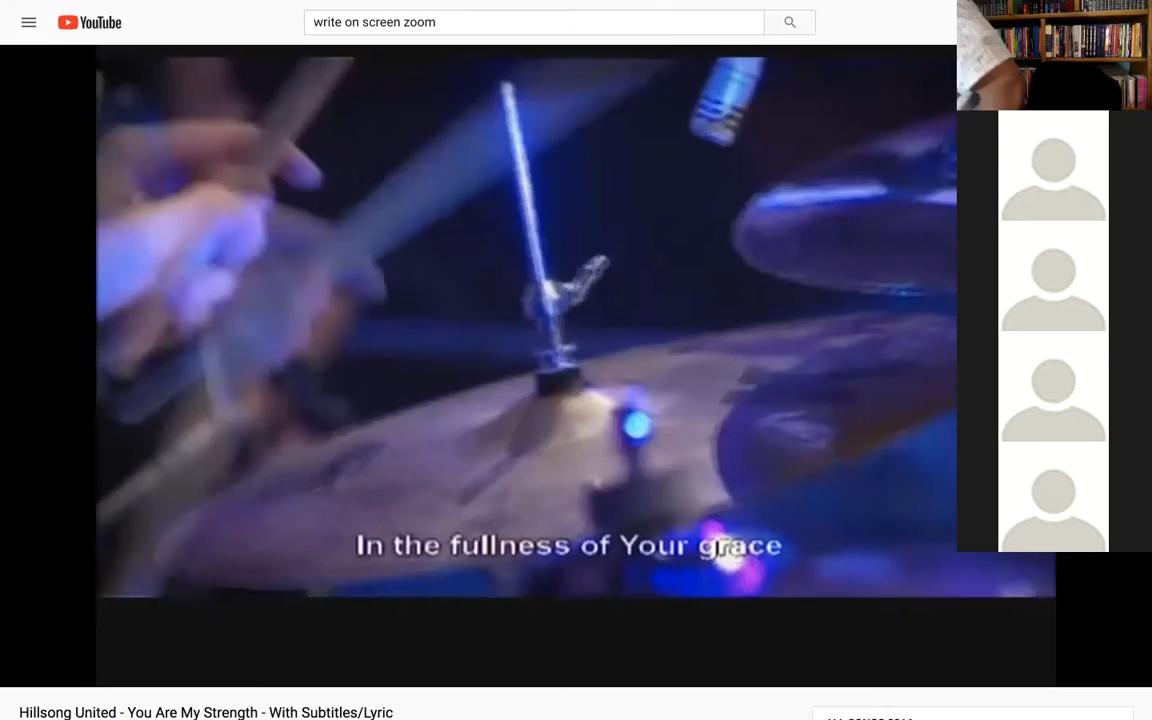 YouTube
write on screen zoom
In the fullness of Your grace
Hillsong United - You Are My Strength - With Subtitles/Lyric